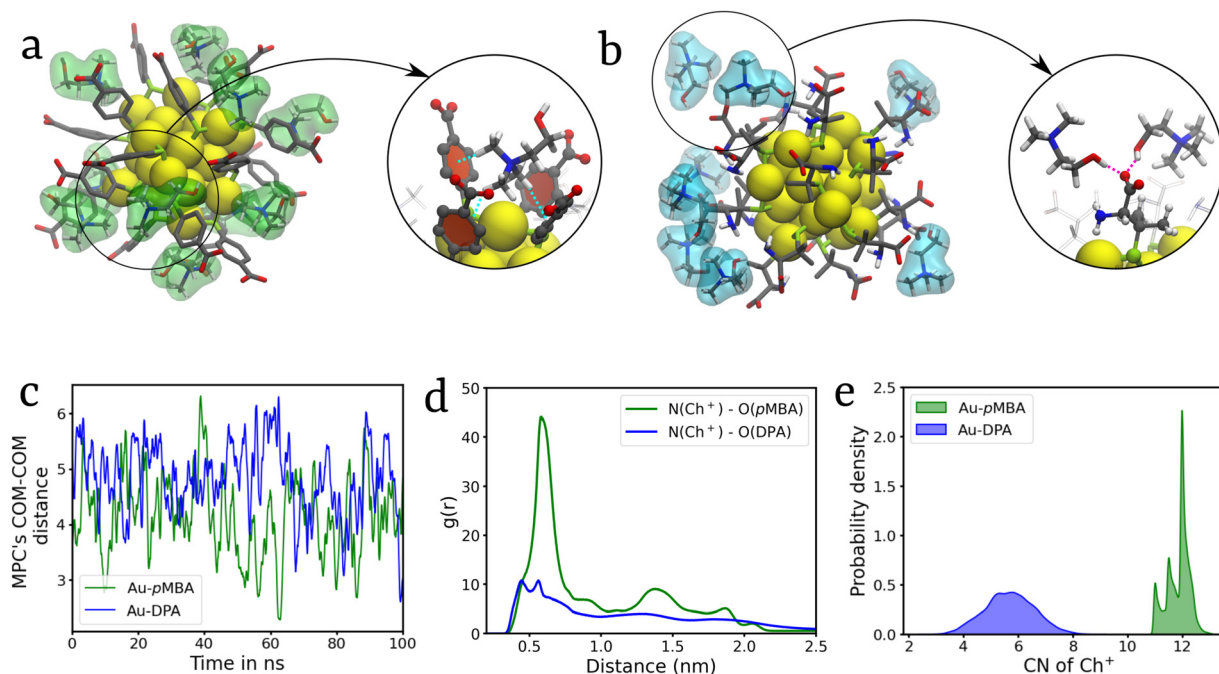 a
b
c
MPC's COM-COM
distance
6
5
4
3
Au-pMBA
Au-DPA
0 20 40 60 80 100
Time in ns
d
g(r)
50
40
30
20
10
0
N(Ch⁺) - O(pMBA)
N(Ch⁺) - O(DPA)
0.5 1.0 1.5 2.0 2.5
Distance (nm)
e
Probability density
2.5
2.0
1.5
1.0
0.5
0.0
Au-pMBA
Au-DPA
2 4 6 8 10 12
CN of Ch⁺